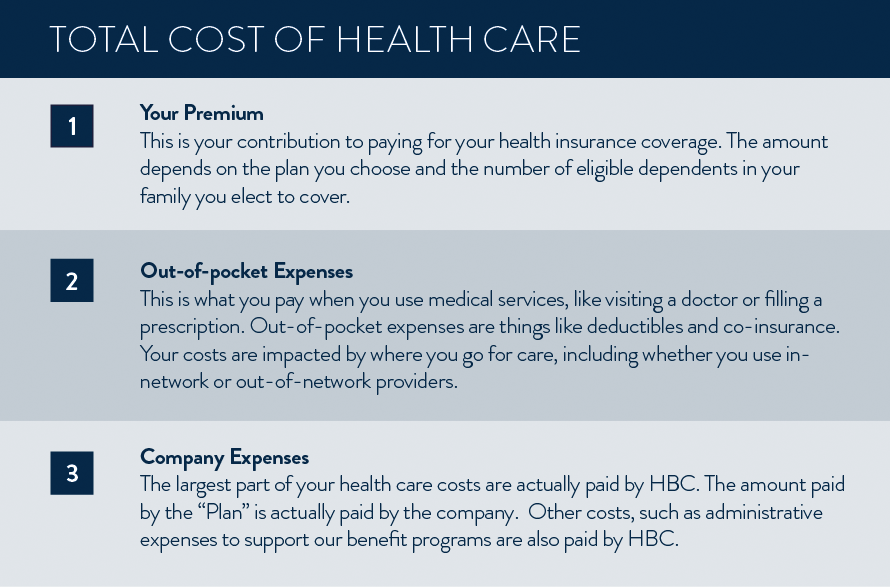 TOTAL COST OF HEALTH CARE
1
Your Premium
This is your contribution to paying for your health insurance coverage. The amount
depends on the plan you choose and the number of eligible dependents in your
family you elect to cover.
2
Out-of-pocket Expenses
This is what you pay when you use medical services, like visiting a doctor or filling a
prescription. Out-of-pocket expenses are things like deductibles and co-insurance.
Your costs are impacted by where you go for care, including whether you use in-
network or out-of-network providers.
3
Company Expenses
The largest part of your health care costs are actually paid by HBC. The amount paid
by the “Plan” is actually paid by the company.  Other costs, such as administrative
expenses to support our benefit programs are also paid by HBC.